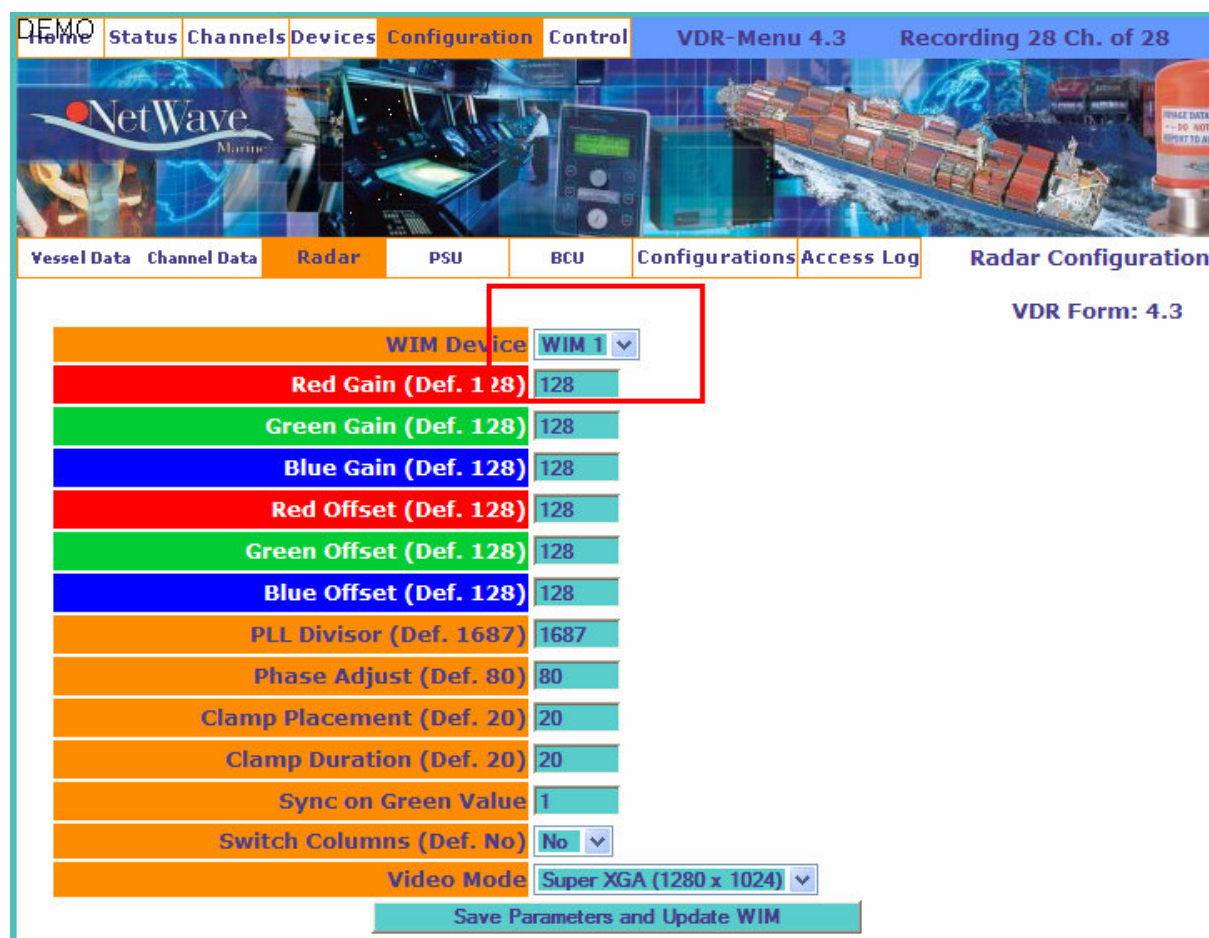 DEMO
Home Status Channels Devices Configuration Control VDR-Menu 4.3 Recording 28 Ch. of 28
NetWave
Marine
Vessel Data Channel Data Radar PSU BCU Configurations Access Log Radar Configuration
VDR Form: 4.3
WIM Device WIM 1
Red Gain (Def. 128) 128
Green Gain (Def. 128) 128
Blue Gain (Def. 128) 128
Red Offset (Def. 128) 128
Green Offset (Def. 128) 128
Blue Offset (Def. 128) 128
PLL Divisor (Def. 1687) 1687
Phase Adjust (Def. 80) 80
Clamp Placement (Def. 20) 20
Clamp Duration (Def. 20) 20
Sync on Green Value 1
Switch Columns (Def. No) No
Video Mode Super XGA (1280 x 1024)
Save Parameters and Update WIM